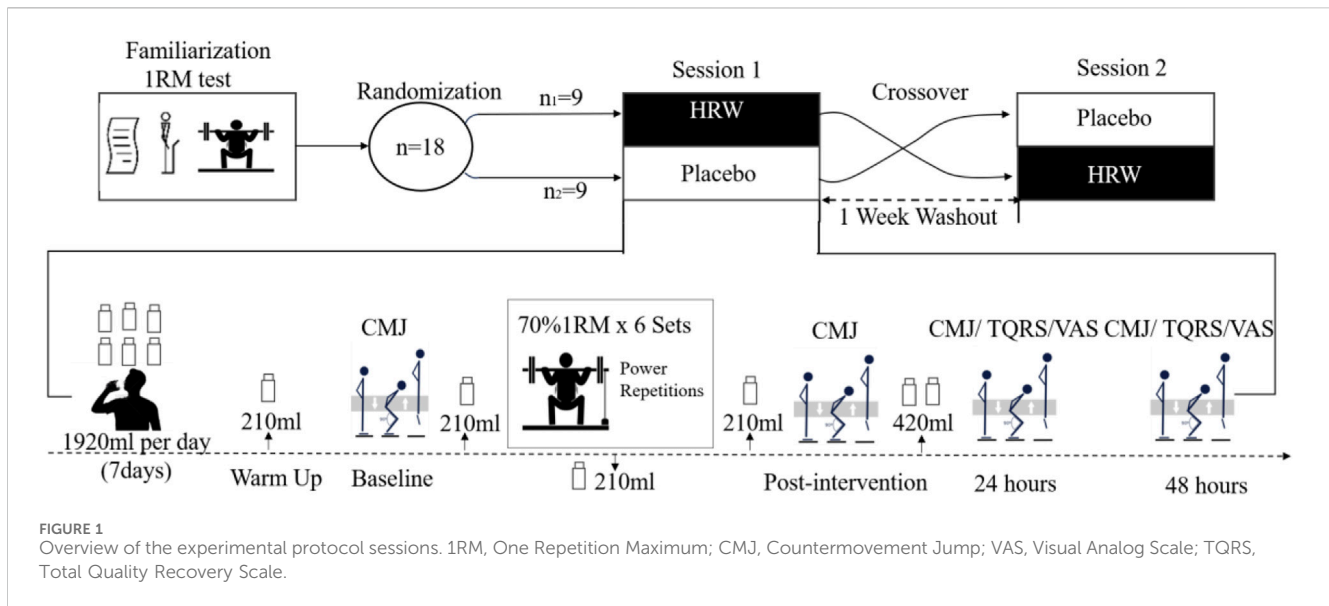 Familiarization
1RM test
Randomization
n=18
n₁=9
n₂=9
Session 1
HRW
Placebo
Crossover
1 Week Washout
Session 2
Placebo
HRW
1920ml per day
(7days)
210ml
Warm Up
CMJ
Baseline
210ml
70%1RM x 6 Sets
Power
Repetitions
210ml
210ml
CMJ
Post-intervention
420ml
CMJ/ TQRS/VAS
24 hours
CMJ/ TQRS/VAS
48 hours
FIGURE 1
Overview of the experimental protocol sessions. 1RM, One Repetition Maximum; CMJ, Countermovement Jump; VAS, Visual Analog Scale; TQRS,
Total Quality Recovery Scale.